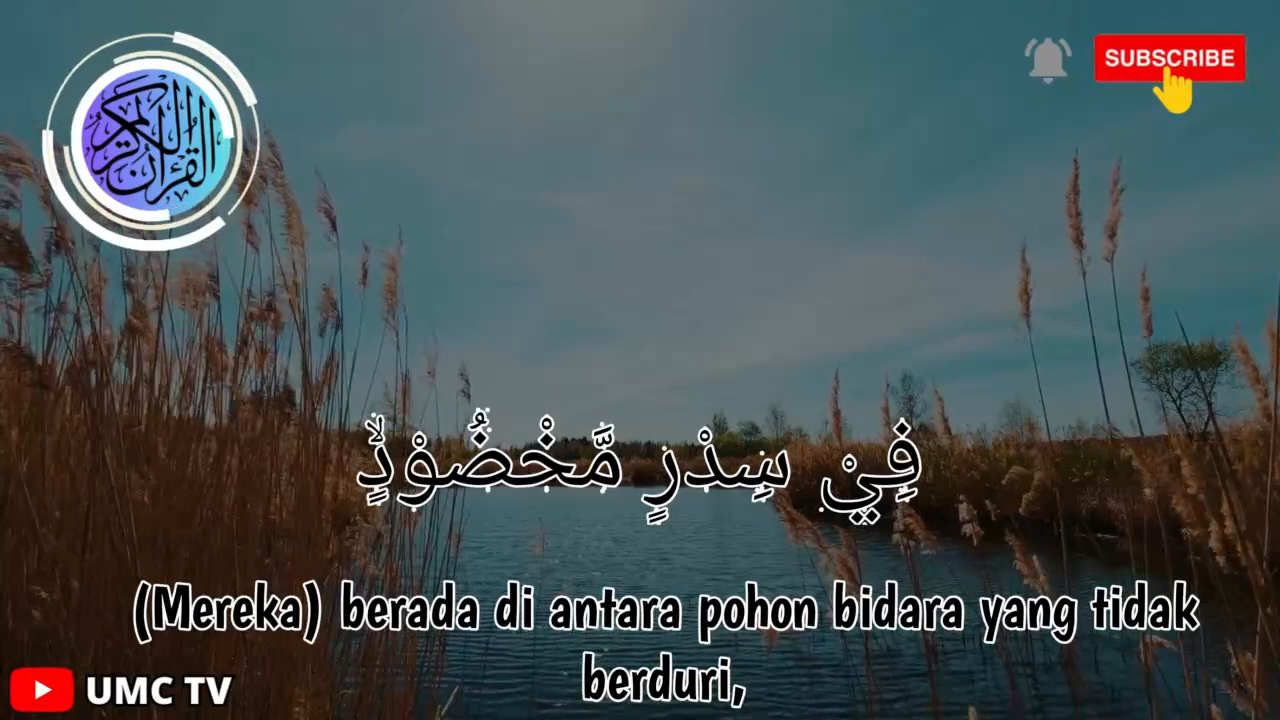 القرآن الكريم
SUBSCRIBE
فِيْ سِدْرٍ مَّخْضُوْدٍۙ
(Mereka) berada di antara pohon bidara yang tidak
berduri,
UMC TV